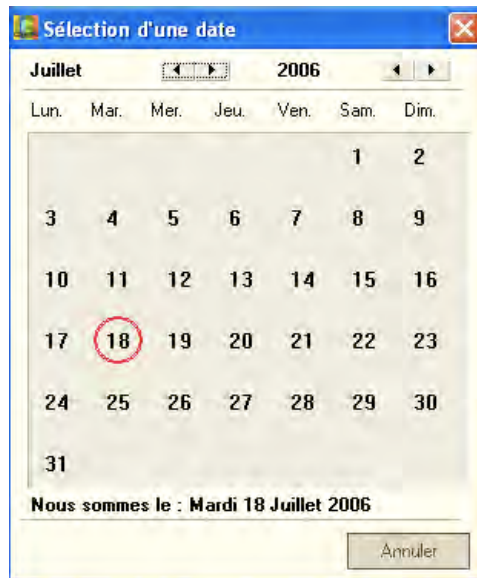 Sélection d'une date
Juillet 2006
Lun. Mar. Mer. Jeu. Ven. Sam. Dim.
1 2
3 4 5 6 7 8 9
10 11 12 13 14 15 16
17 18 19 20 21 22 23
24 25 26 27 28 29 30
31
Nous sommes le : Mardi 18 Juillet 2006
Annuler